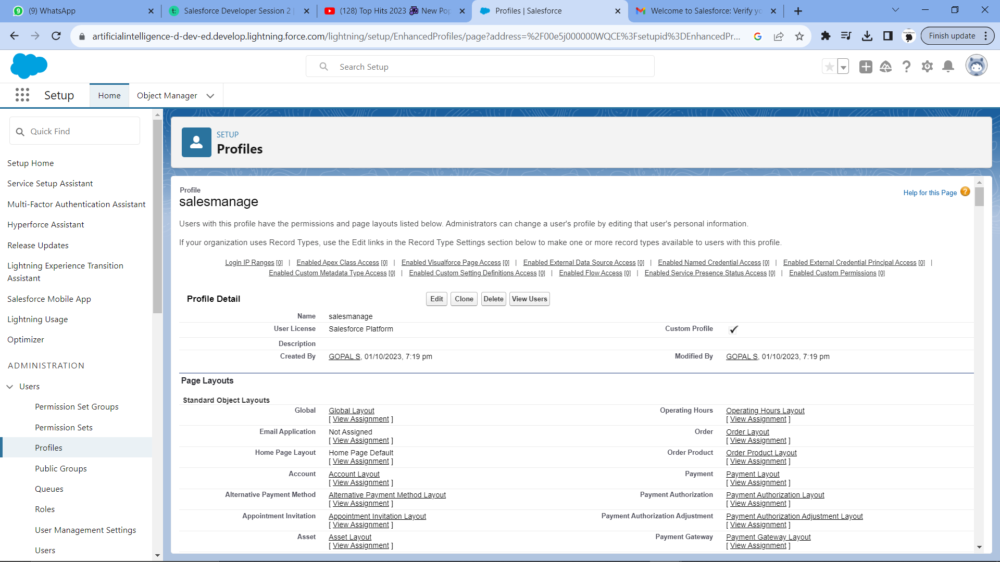 (9) WhatsApp
Salesforce Developer Session 2 |
(128) Top Hits 2023 🎶 New Pop
Profiles | Salesforce
Welcome to Salesforce: Verify yo
artificialintelligence-d-dev-ed.develop.lightning.force.com/lightning/setup/EnhancedProfiles/page?address=%2F00e5j000000WQCE%3Fsetupid%3DEnhancedPr...
Finish update
Search Setup
Setup
Home
Object Manager
Quick Find
Setup Home
Service Setup Assistant
Multi-Factor Authentication Assistant
Hyperforce Assistant
Release Updates
Lightning Experience Transition
Assistant
Salesforce Mobile App
Lightning Usage
Optimizer
ADMINISTRATION
Users
Permission Set Groups
Permission Sets
Profiles
Public Groups
Queues
Roles
User Management Settings
Users
SETUP
Profiles
Profile
salesmanage
Help for this Page
Users with this profile have the permissions and page layouts listed below. Administrators can change a user's profile by editing that user's personal information.
If your organization uses Record Types, use the Edit links in the Record Type Settings section below to make one or more record types available to users with this profile.
Login IP Ranges [0] | Enabled Apex Class Access [0] | Enabled Visualforce Page Access [0] | Enabled External Data Source Access [0] | Enabled Named Credential Access [0] | Enabled External Credential Principal Access [0] |
Enabled Custom Metadata Type Access [0] | Enabled Custom Setting Definitions Access [0] | Enabled Flow Access [0] | Enabled Service Presence Status Access [0] | Enabled Custom Permissions [0]
Profile Detail
Edit Clone Delete View Users
Name salesmanage
User License Salesforce Platform Custom Profile ✓
Description
Created By GOPAL S, 01/10/2023, 7:19 pm Modified By GOPAL S, 01/10/2023, 7:19 pm
Page Layouts
Standard Object Layouts
Global Global Layout Operating Hours Operating Hours Layout
[ View Assignment ] [ View Assignment ]
Email Application Not Assigned Order Order Layout
[ View Assignment ] [ View Assignment ]
Home Page Layout Home Page Default Order Product Order Product Layout
[ View Assignment ] [ View Assignment ]
Account Account Layout Payment Payment Layout
[ View Assignment ] [ View Assignment ]
Alternative Payment Method Alternative Payment Method Layout Payment Authorization Payment Authorization Layout
[ View Assignment ] [ View Assignment ]
Appointment Invitation Appointment Invitation Layout Payment Authorization Adjustment Payment Authorization Adjustment Layout
[ View Assignment ] [ View Assignment ]
Asset Asset Layout Payment Gateway Payment Gateway Layout
[ View Assignment ] [ View Assignment ]